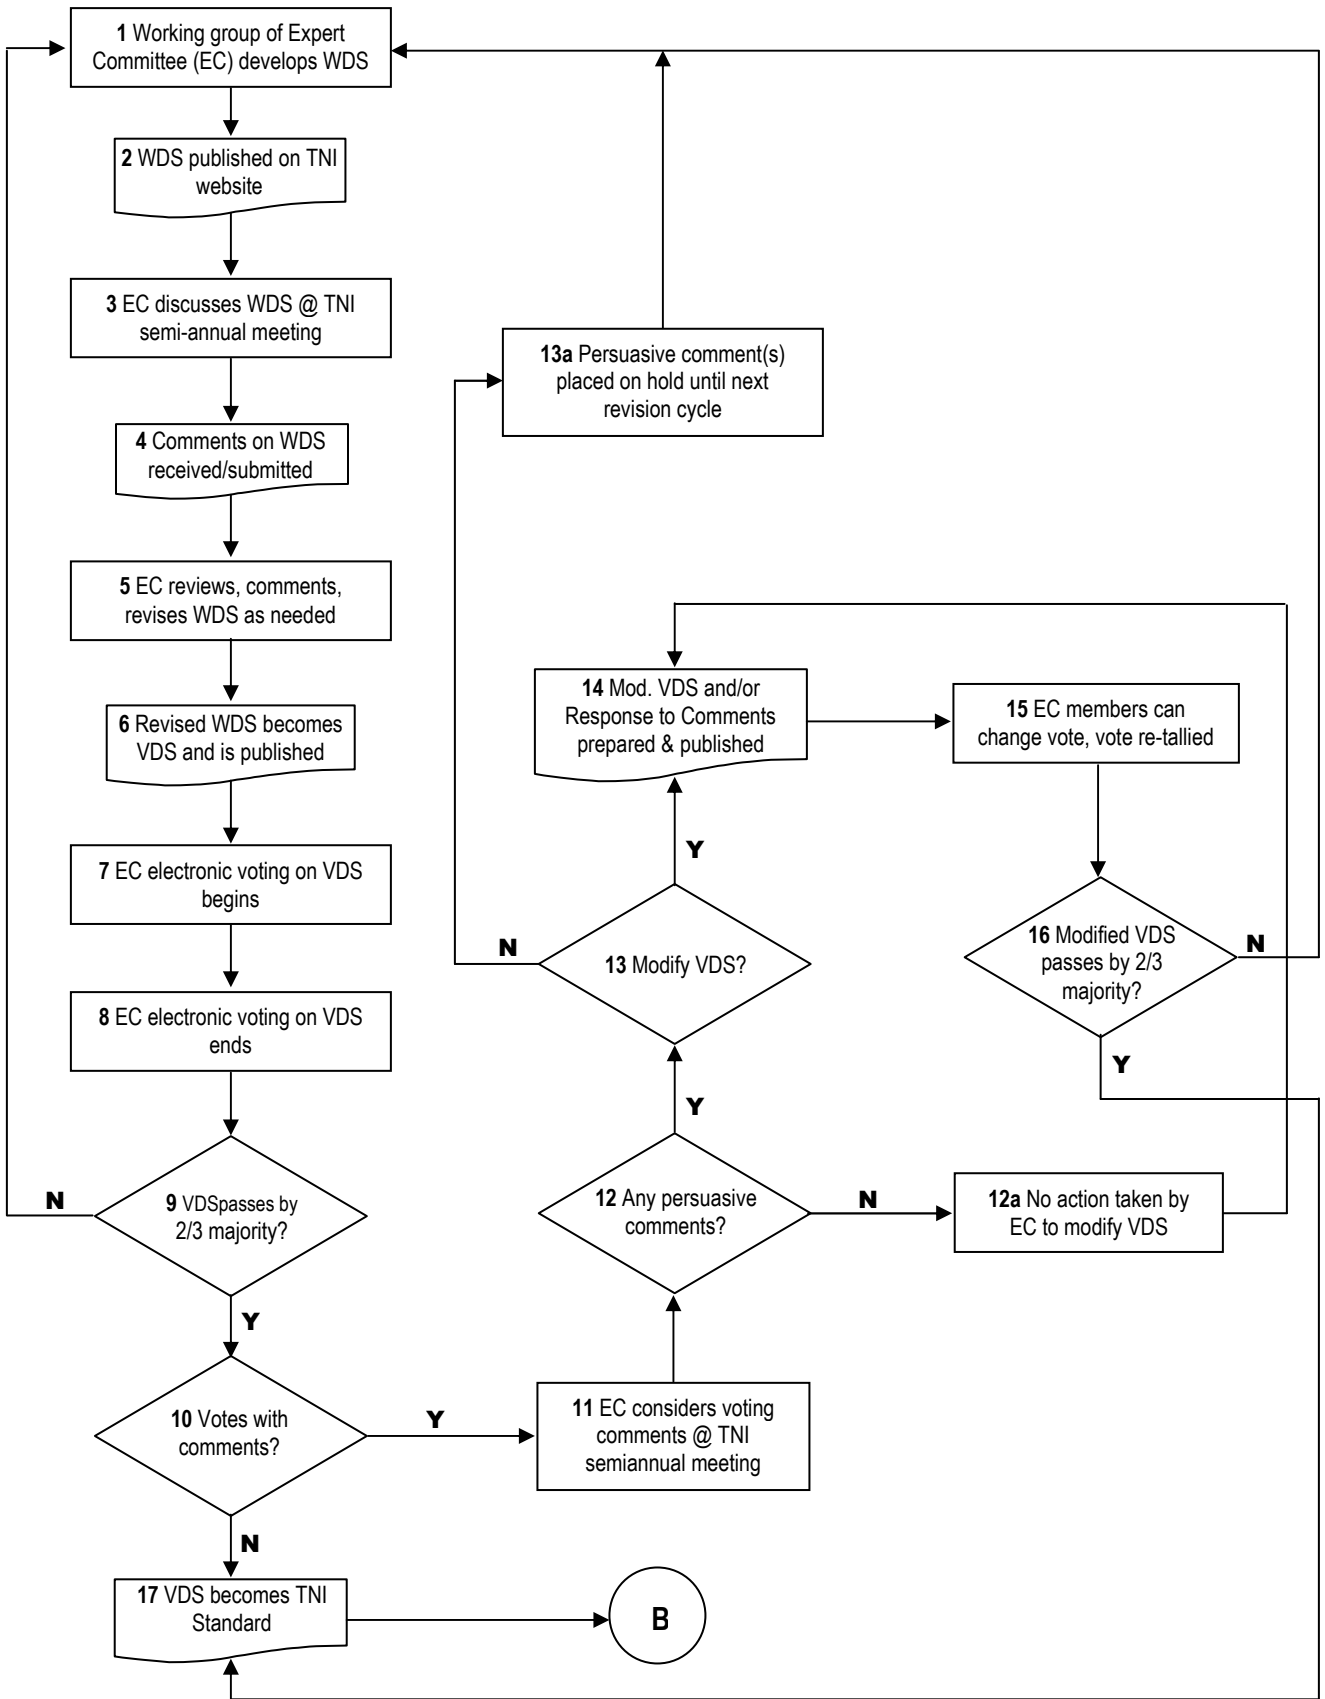 1 Working group of Expert
Committee (EC) develops WDS
2 WDS published on TNI
website
3 EC discusses WDS @ TNI
semi-annual meeting
4 Comments on WDS
received/submitted
5 EC reviews, comments,
revises WDS as needed
6 Revised WDS becomes
VDS and is published
7 EC electronic voting on VDS
begins
8 EC electronic voting on VDS
ends
N
9 VDSpasses by
2/3 majority?
Y
10 Votes with
comments?
Y
N
11 EC considers voting
comments @ TNI
semiannual meeting
12 Any persuasive
comments?
N
12a No action taken by
EC to modify VDS
Y
13 Modify VDS?
N
13a Persuasive comment(s)
placed on hold until next
revision cycle
Y
14 Mod. VDS and/or
Response to Comments
prepared & published
15 EC members can
change vote, vote re-tallied
16 Modified VDS
passes by 2/3
majority?
N
Y
17 VDS becomes TNI
Standard
B